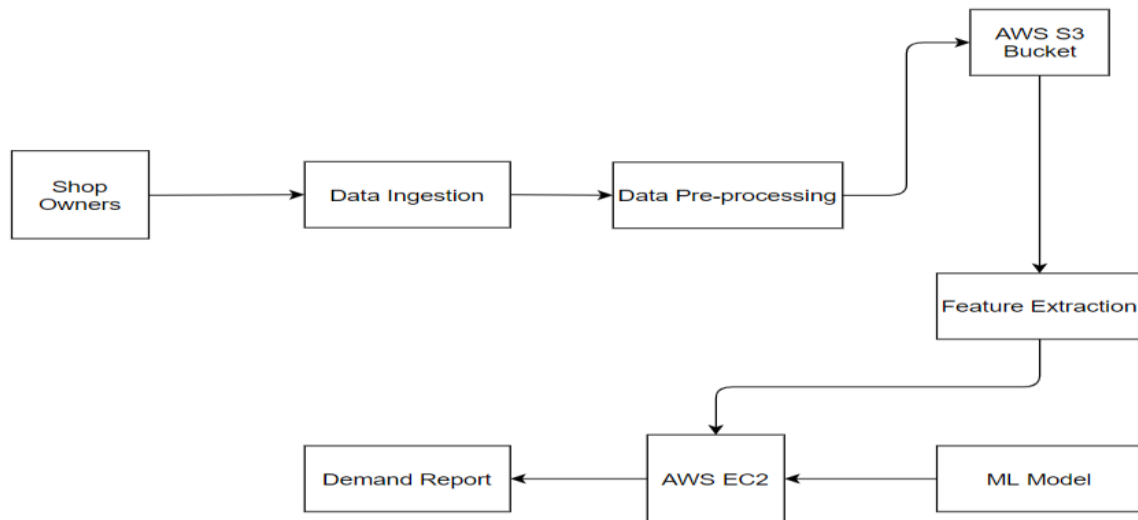 AWS S3
Bucket
Shop
Owners
Data Ingestion
Data Pre-processing
Feature Extraction
Demand Report
AWS EC2
ML Model